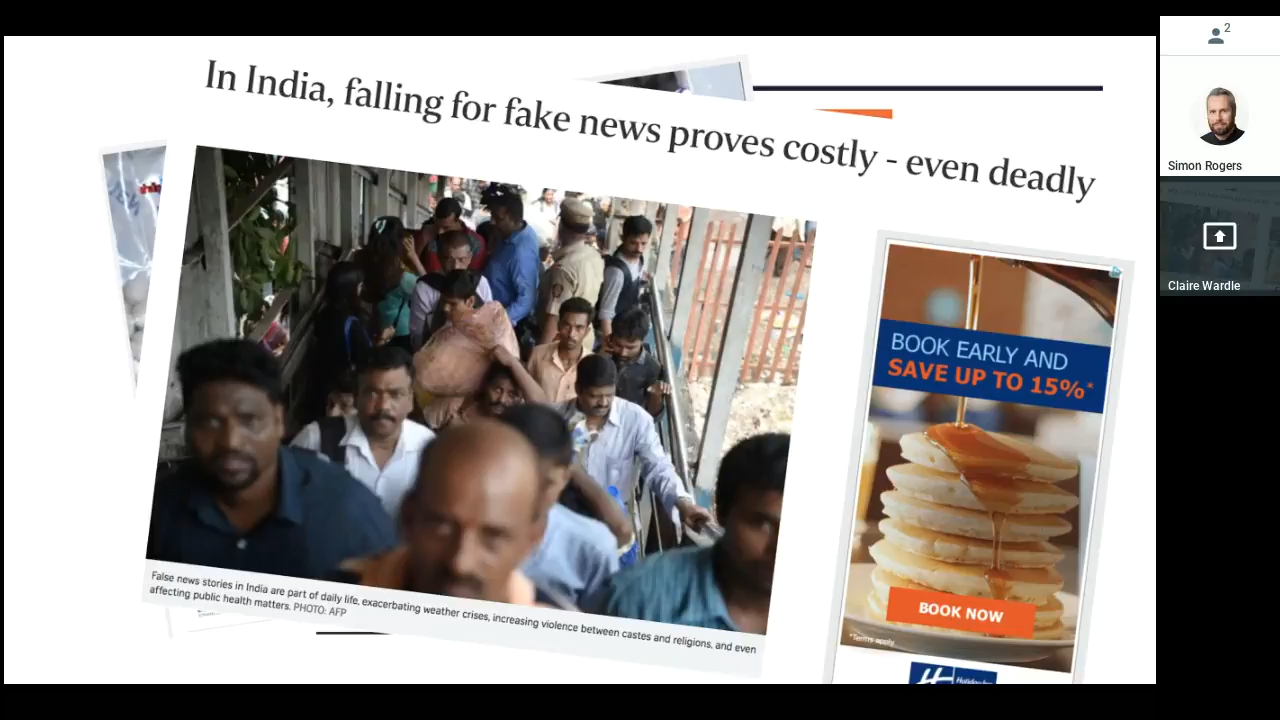 In India, falling for fake news proves costly - even deadly
False news stories in India are part of daily life, exacerbating weather crises, increasing violence between castes and religions, and even
affecting public health matters. PHOTO: AFP
BOOK EARLY AND
SAVE UP TO 15%*
BOOK NOW
*Terms apply
H Holiday Inn
2
Simon Rogers
Claire Wardle